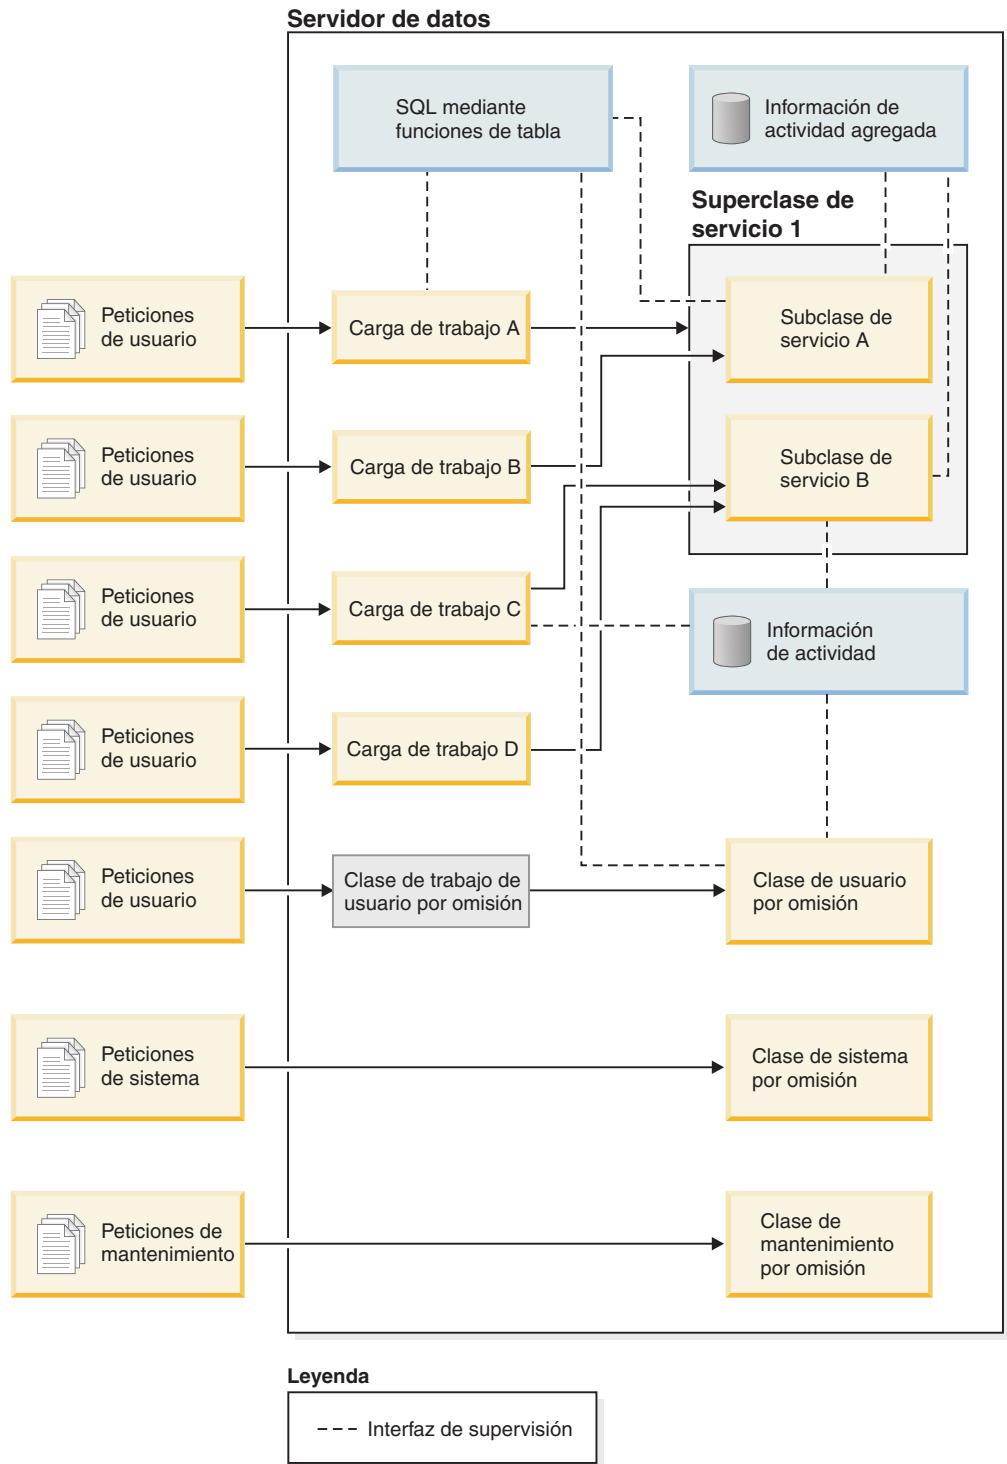 Servidor de datos
SQL mediante
funciones de tabla
Información de
actividad agregada
Superclase de
servicio 1
Peticiones
de usuario
Carga de trabajo A
Subclase de
servicio A
Peticiones
de usuario
Carga de trabajo B
Subclase de
servicio B
Peticiones
de usuario
Carga de trabajo C
Información
de actividad
Peticiones
de usuario
Carga de trabajo D
Peticiones
de usuario
Clase de trabajo de
usuario por omisión
Clase de usuario
por omisión
Peticiones
de sistema
Clase de sistema
por omisión
Peticiones de
mantenimiento
Clase de
mantenimiento
por omisión
Leyenda
Interfaz de supervisión